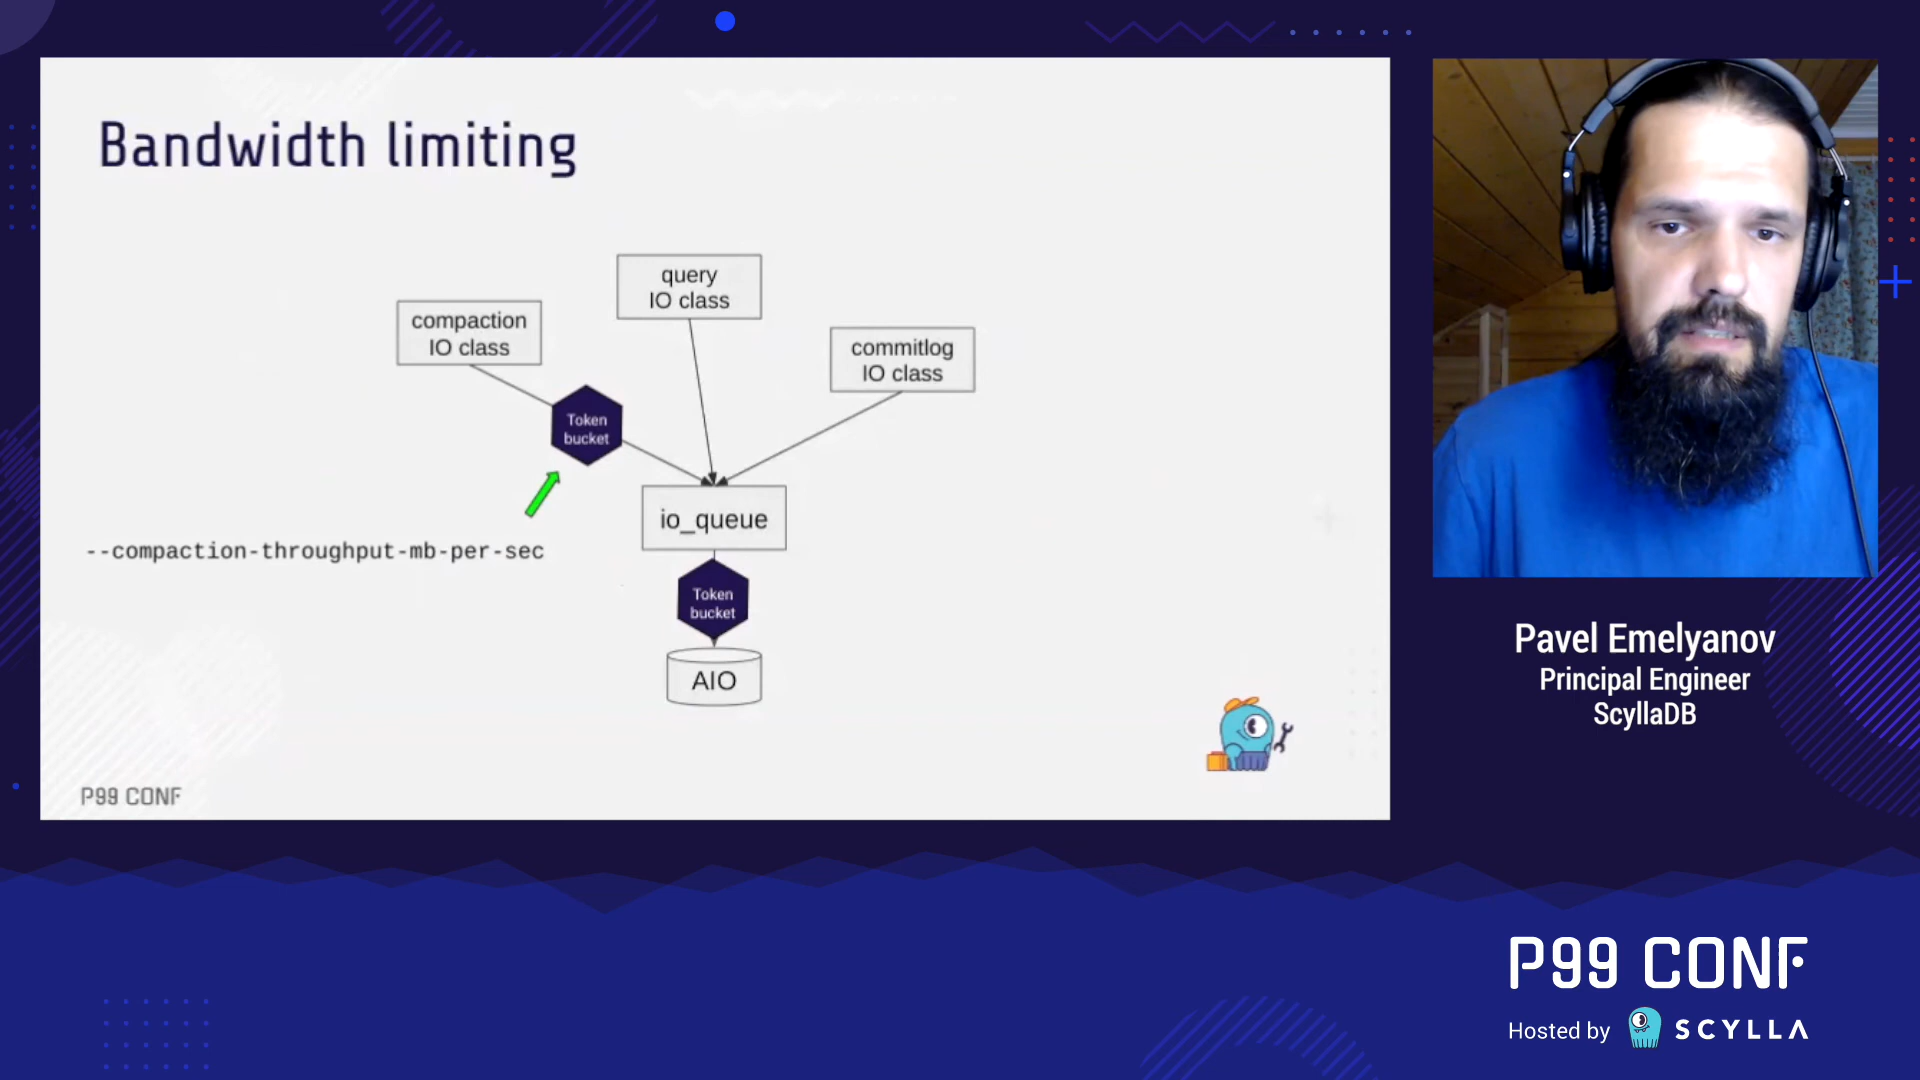 Bandwidth limiting
query
IO class
compaction
IO class
commitlog
IO class
Token
bucket
io_queue
--compaction-throughput-mb-per-sec
Token
bucket
AIO
P99 CONF
Pavel Emelyanov
Principal Engineer
ScyllaDB
P99 CONF
Hosted by SCYLLA